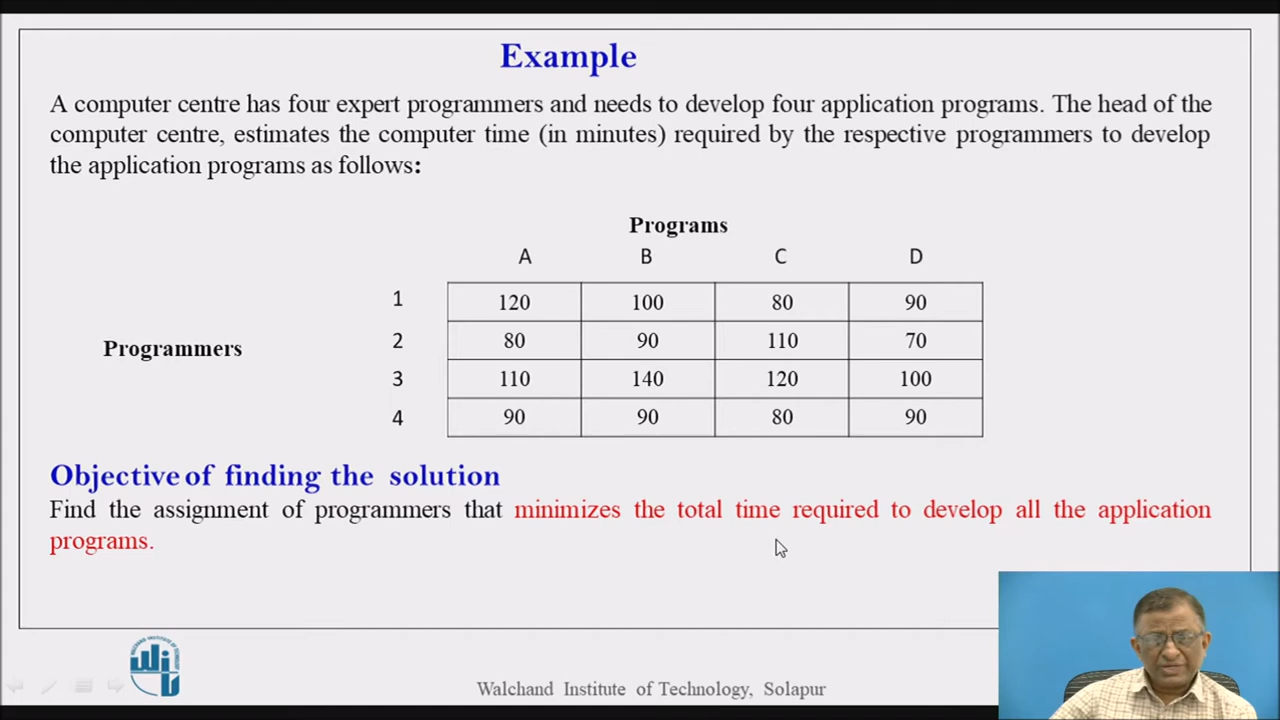 Example
A computer centre has four expert programmers and needs to develop four application programs. The head of the
computer centre, estimates the computer time (in minutes) required by the respective programmers to develop
the application programs as follows:
Programs
A B C D
1 120 100 80 90
2 80 90 110 70
Programmers
3 110 140 120 100
4 90 90 80 90
Objective of finding the solution
Find the assignment of programmers that minimizes the total time required to develop all the application
programs.
Walchand Institute of Technology, Solapur